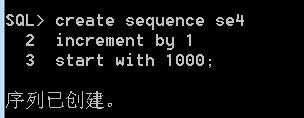 SQL> create sequence se4
  2  increment by 1
  3  start with 1000;
序列已创建。